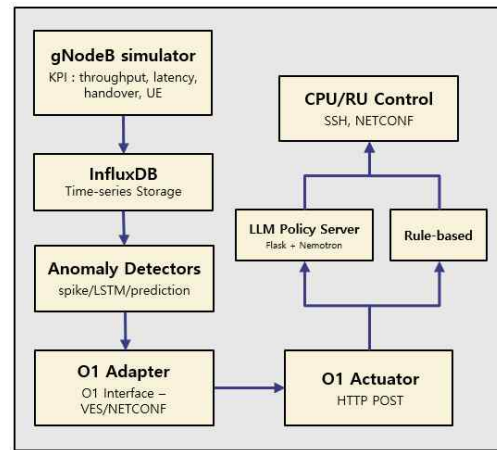 gNodeB simulator
KPI : throughput, latency,
handover, UE
InfluxDB
Time-series Storage
Anomaly Detectors
spike/LSTM/prediction
O1 Adapter
O1 Interface –
VES/NETCONF
O1 Actuator
HTTP POST
LLM Policy Server
Flask + Nemotron
Rule-based
CPU/RU Control
SSH, NETCONF